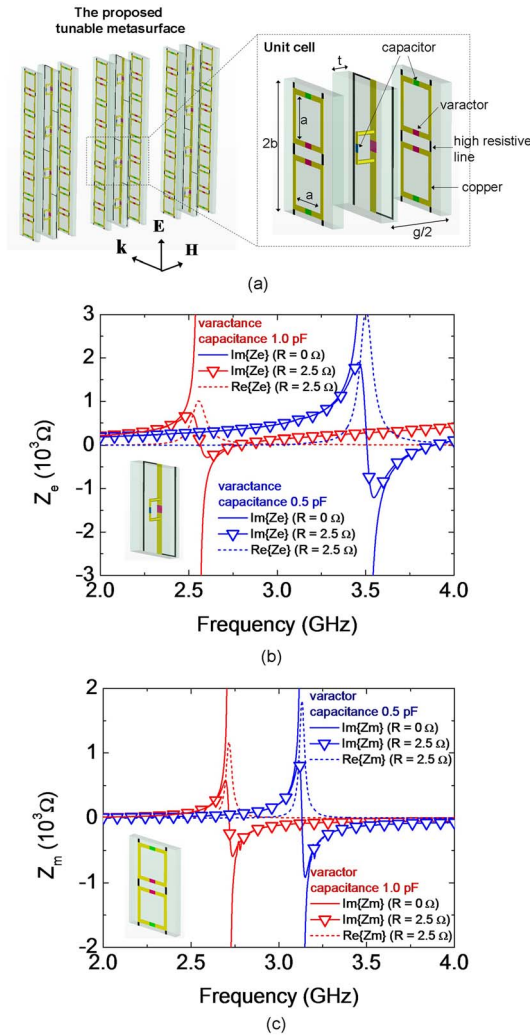 The proposed
tunable metasurface
Unit cell
capacitor
t
a
varactor
2b
high resistive
line
a
copper
g/2
E
k
H
(a)
3
varactance
capacitance 1.0 pF
Im{Ze} (R = 0 Ω)
Im{Ze} (R = 2.5 Ω)
Re{Ze} (R = 2.5 Ω)
2
1
0
-1
-2
-3
Z_e (10³Ω)
varactance
capacitance 0.5 pF
Im{Ze} (R = 0 Ω)
Im{Ze} (R = 2.5 Ω)
Re{Ze} (R = 2.5 Ω)
2.0 2.5 3.0 3.5 4.0
Frequency (GHz)
(b)
2
varactor
capacitance 0.5 pF
Im{Zm} (R = 0 Ω)
Im{Zm} (R = 2.5 Ω)
Re{Zm} (R = 2.5 Ω)
1
0
-1
-2
Z_m (10³Ω)
varactor
capacitance 1.0 pF
Im{Zm} (R = 0 Ω)
Im{Zm} (R = 2.5 Ω)
Re{Zm} (R = 2.5 Ω)
2.0 2.5 3.0 3.5 4.0
Frequency (GHz)
(c)